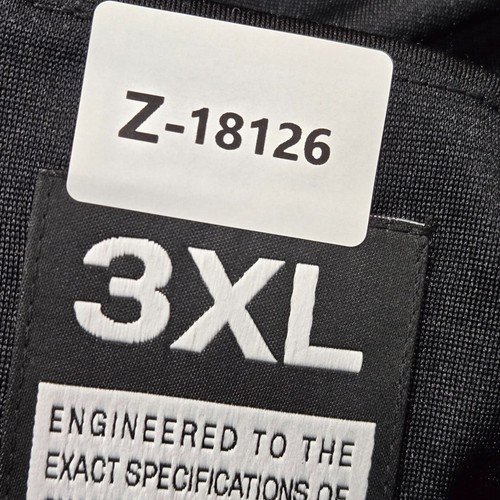 Z-18126
3XL
ENGINEERED TO THE
EXACT SPECIFICATIONS OF